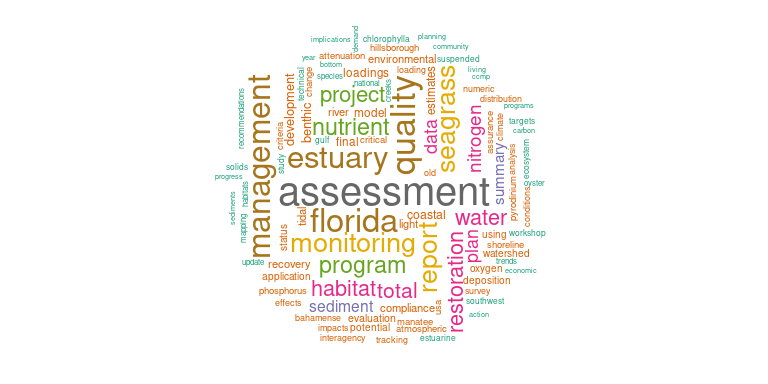 implications
demand
chlorophylla
planning
hillsborough
community
year
attenuation
environmental
suspended
bottom
species
loadings
loading
living
ccmp
technical
change
national
creeks
estimates
seagrass
numeric
project
quality
distribution
programs
management
development
benthic
river
model
data
nitrogen
assurance
climate
targets
carbon
recommendations
criteria
nutrient
gulf
final
critical
summary
analysis
ecosystem
estuary
solids
study
old
progress
habitats
assessment
pyrodinium
conditions
oyster
sediments
mapping
tidal
florida
light
coastal
water
status
monitoring
report
restoration
plan
using
workshop
shoreline
watershed
update
recovery
program
oxygen
trends
economic
application
deposition
phosphorus
habitat
total
survey
southwest
effects
sediment
compliance
usa
action
bahamense
evaluation
manatee
impacts
potential
atmospheric
interagency
tracking
estuarine